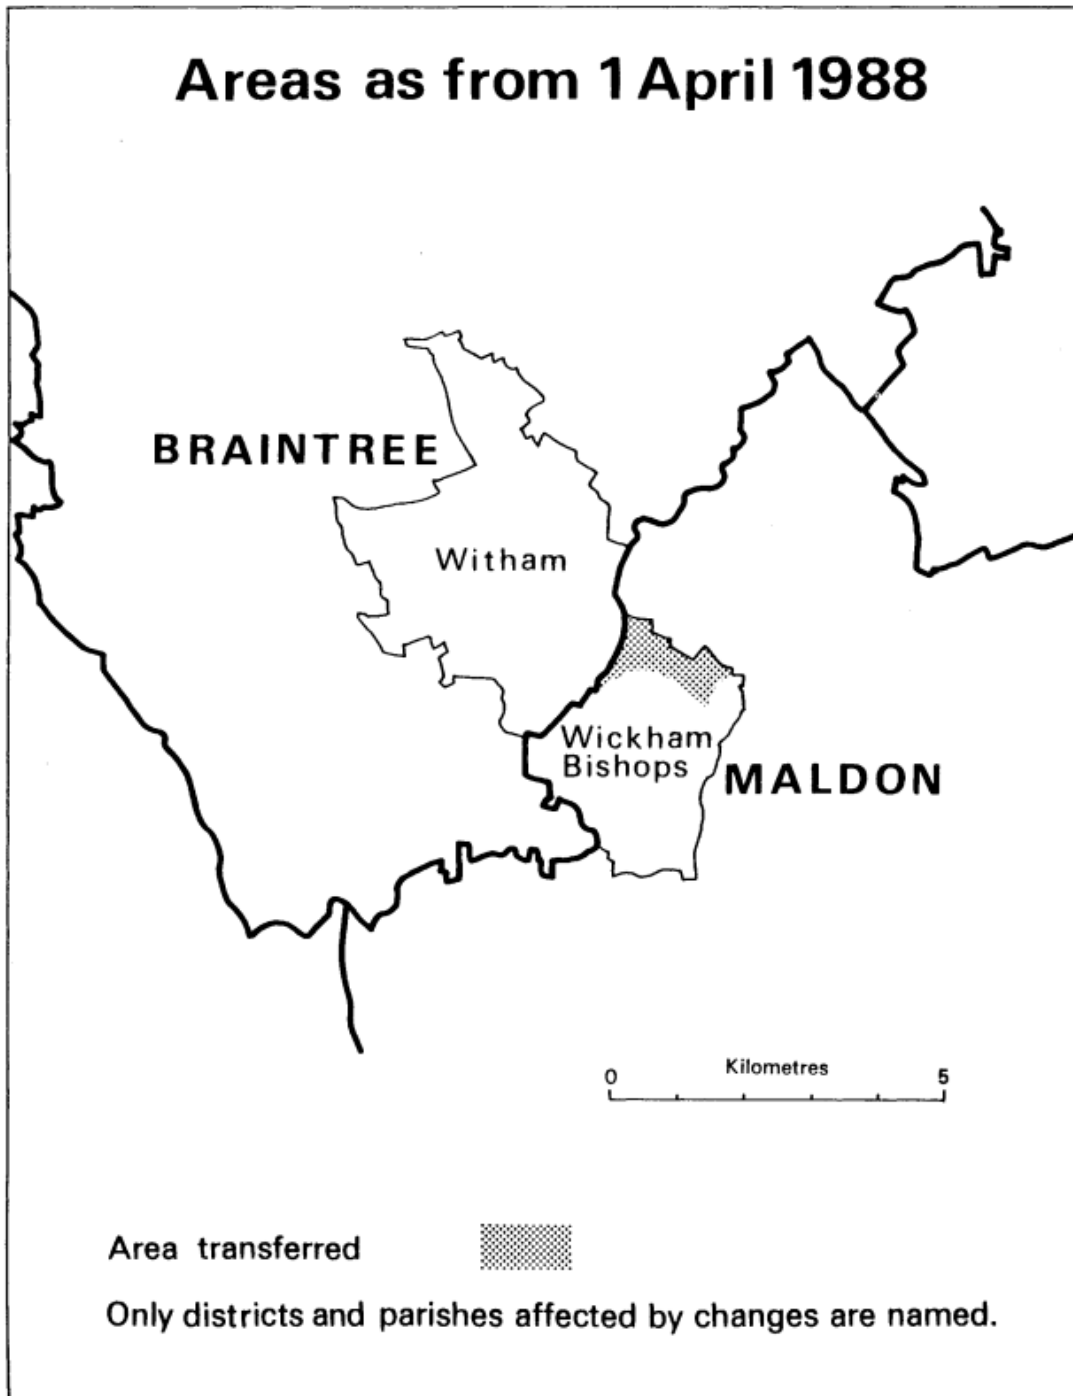 Areas as from 1 April 1988
BRAINTREE
Witham
Wickham
Bishops
MALDON
Kilometres
0 5
Area transferred
Only districts and parishes affected by changes are named.